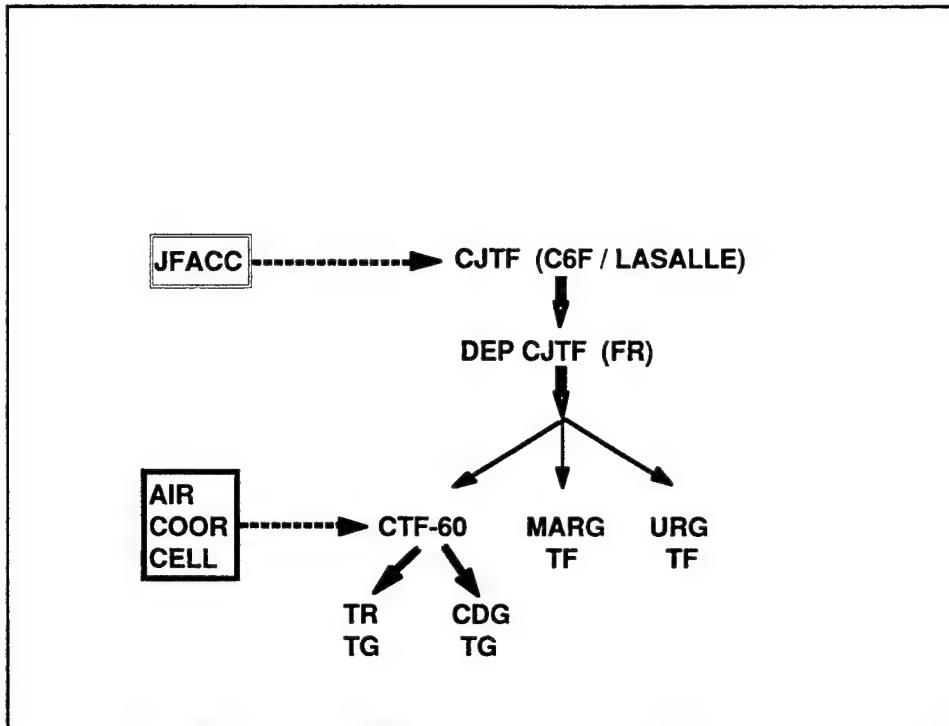 JFACC
CJTF (C6F / LASALLE)
DEP CJTF (FR)
AIR
COOR
CELL
CTF-60
MARG
TF
URG
TF
TR
TG
CDG
TG